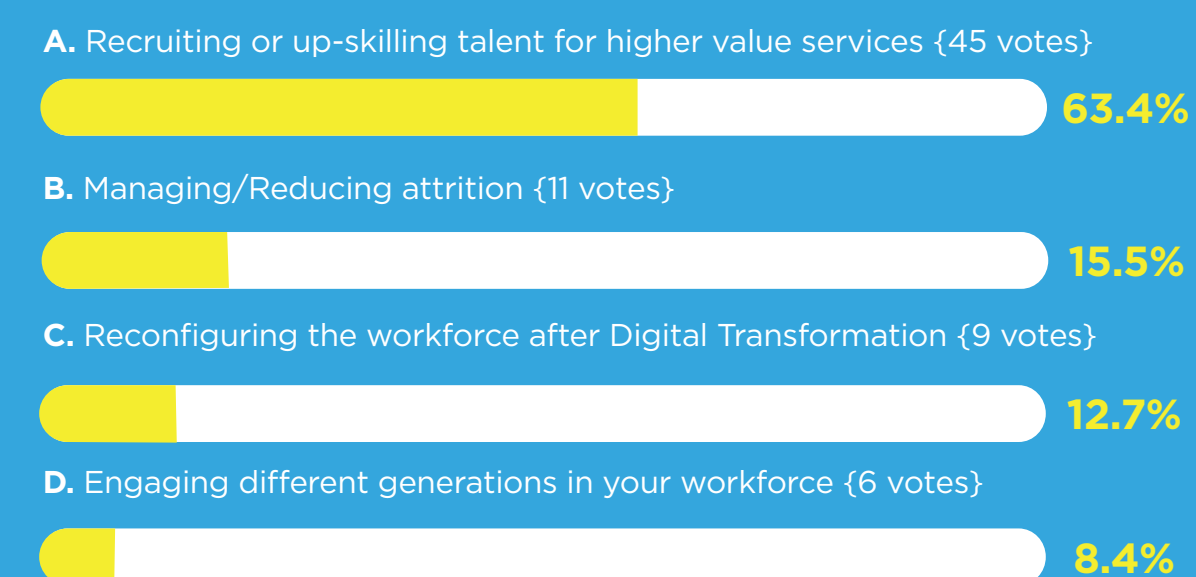 A. Recruiting or up-skilling talent for higher value services {45 votes}
63.4%
B. Managing/Reducing attrition {11 votes}
15.5%
C. Reconfiguring the workforce after Digital Transformation {9 votes}
12.7%
D. Engaging different generations in your workforce {6 votes}
8.4%